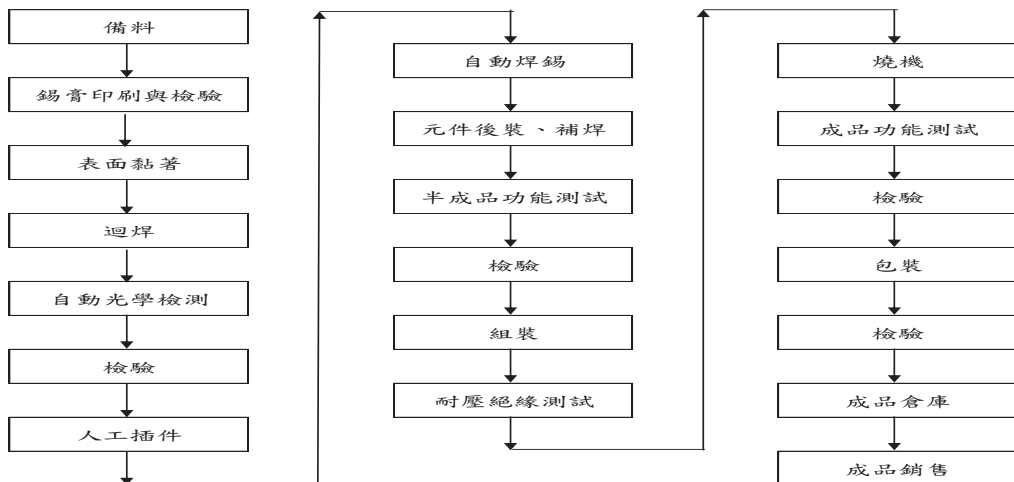 備料
錫膏印刷與檢驗
表面黏著
迴焊
自動光學檢測
檢驗
人工插件
自動焊錫
元件後裝、補焊
半成品功能測試
檢驗
組裝
耐壓絕緣測試
燒機
成品功能測試
檢驗
包裝
檢驗
成品倉庫
成品銷售